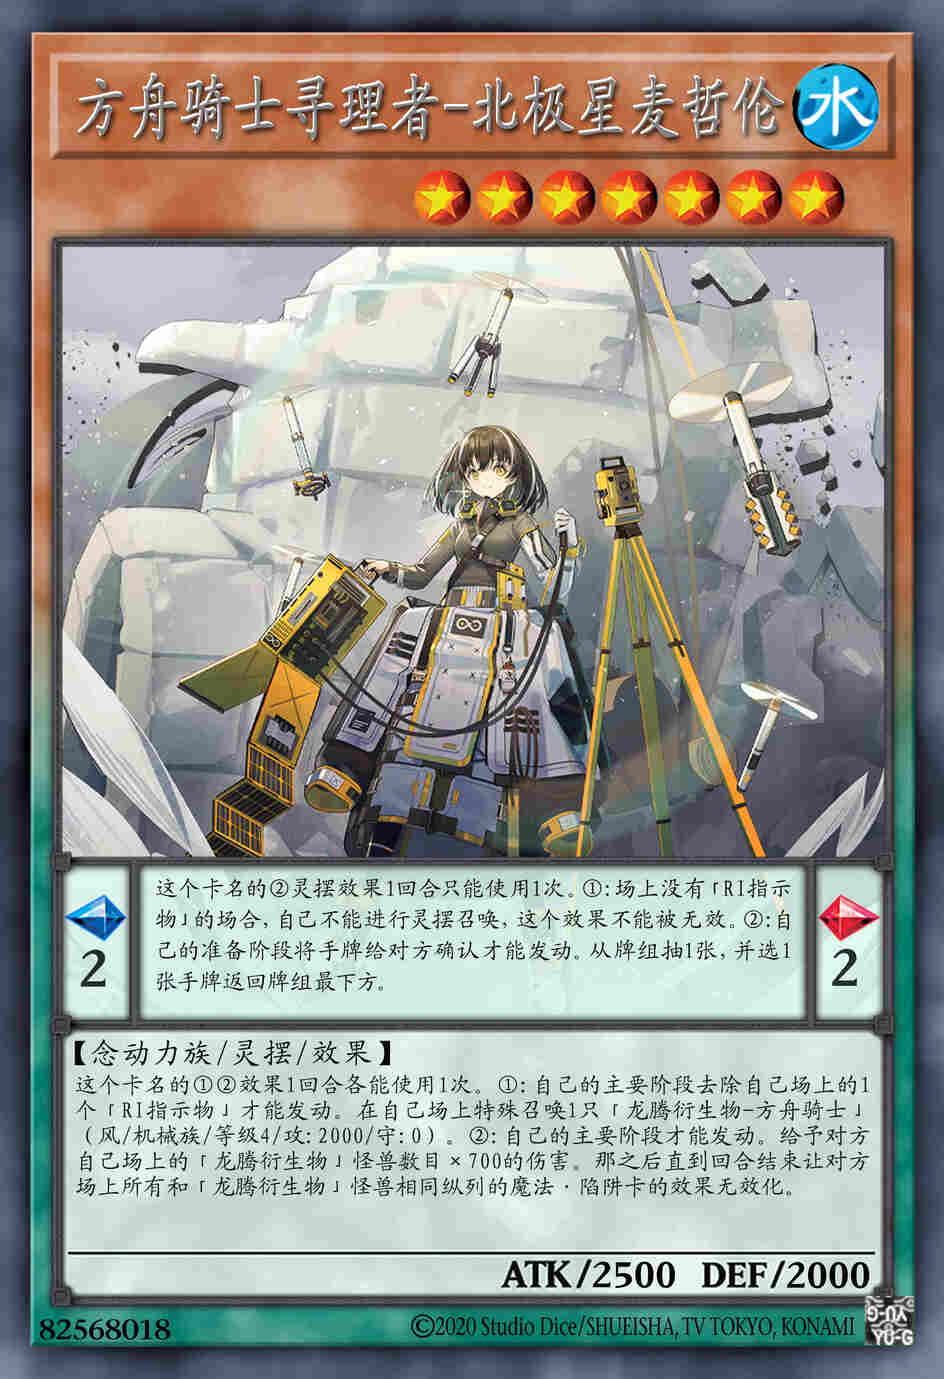 方舟骑士寻理者-北极星麦哲伦
水
这个卡名的②灵摆效果1回合只能使用1次。①:场上没有「RI指示
物」的场合,自己不能进行灵摆召唤,这个效果不能被无效。②:自
己的准备阶段将手牌给对方确认才能发动。从牌组抽1张,并选1
张手牌返回牌组最下方。
2
2
【念动力族/灵摆/效果】
这个卡名的①②效果1回合各能使用1次。①:自己的主要阶段去除自己场上的1
个「RI指示物」才能发动。在自己场上特殊召唤1只「龙腾衍生物-方舟骑士」
(风/机械族/等级4/攻:2000/守:0)。②:自己的主要阶段才能发动。给予对方
自己场上的「龙腾衍生物」怪兽数目×700的伤害。那之后直到回合结束让对方
场上所有和「龙腾衍生物」怪兽相同纵列的魔法·陷阱卡的效果无效化。
ATK/2500 DEF/2000
82568018
©2020 Studio Dice/SHUEISHA, TV TOKYO, KONAMI
YU-G
YU-G